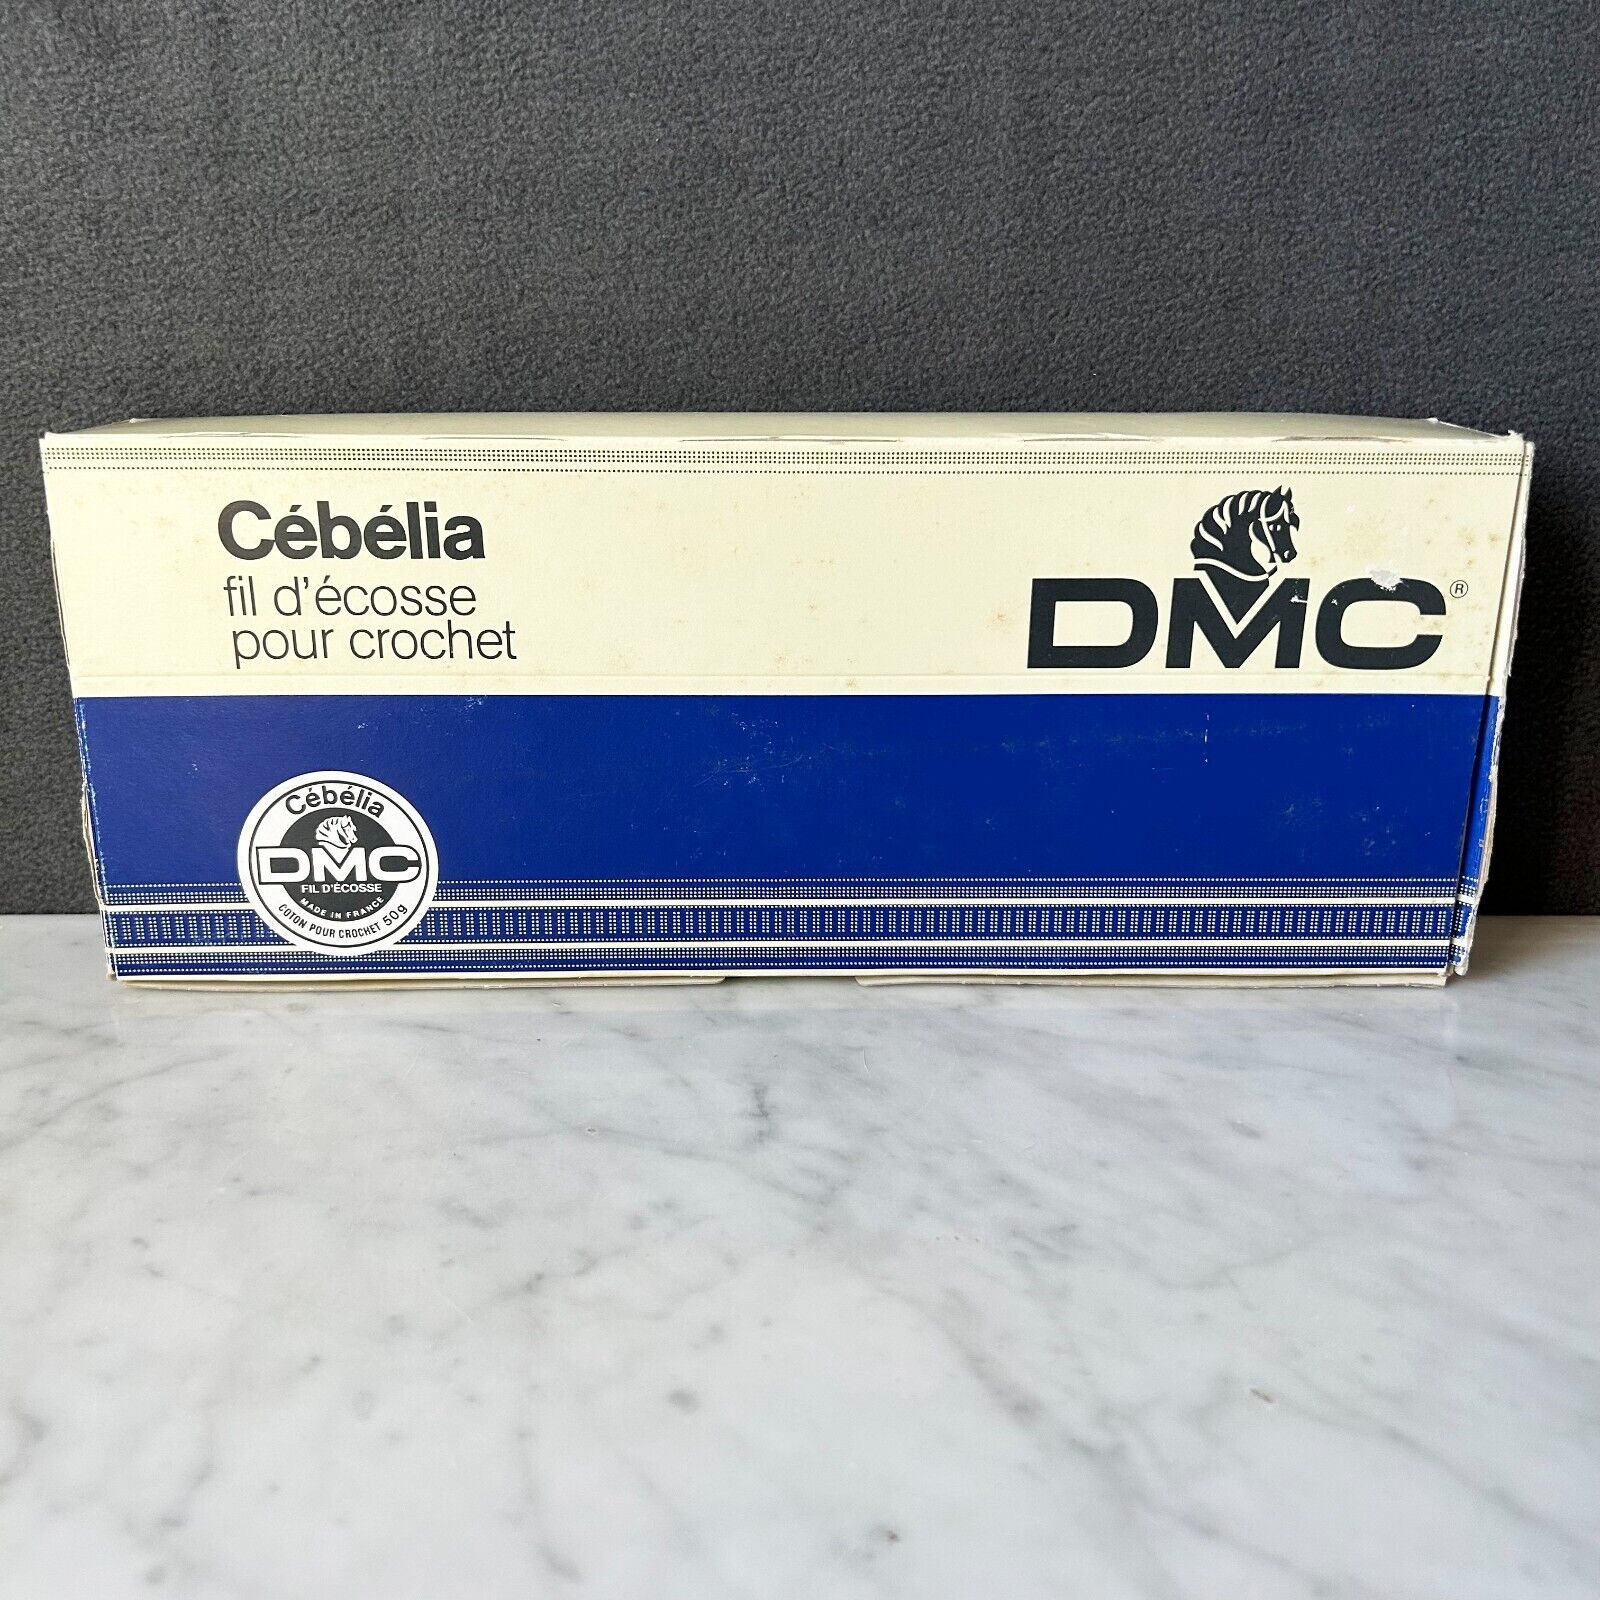 Cébélia
fil d'écosse
pour crochet
DMC®
Cébélia
DMC
FIL D'ÉCOSSE
MADE IN FRANCE
COTON POUR CROCHET 50g